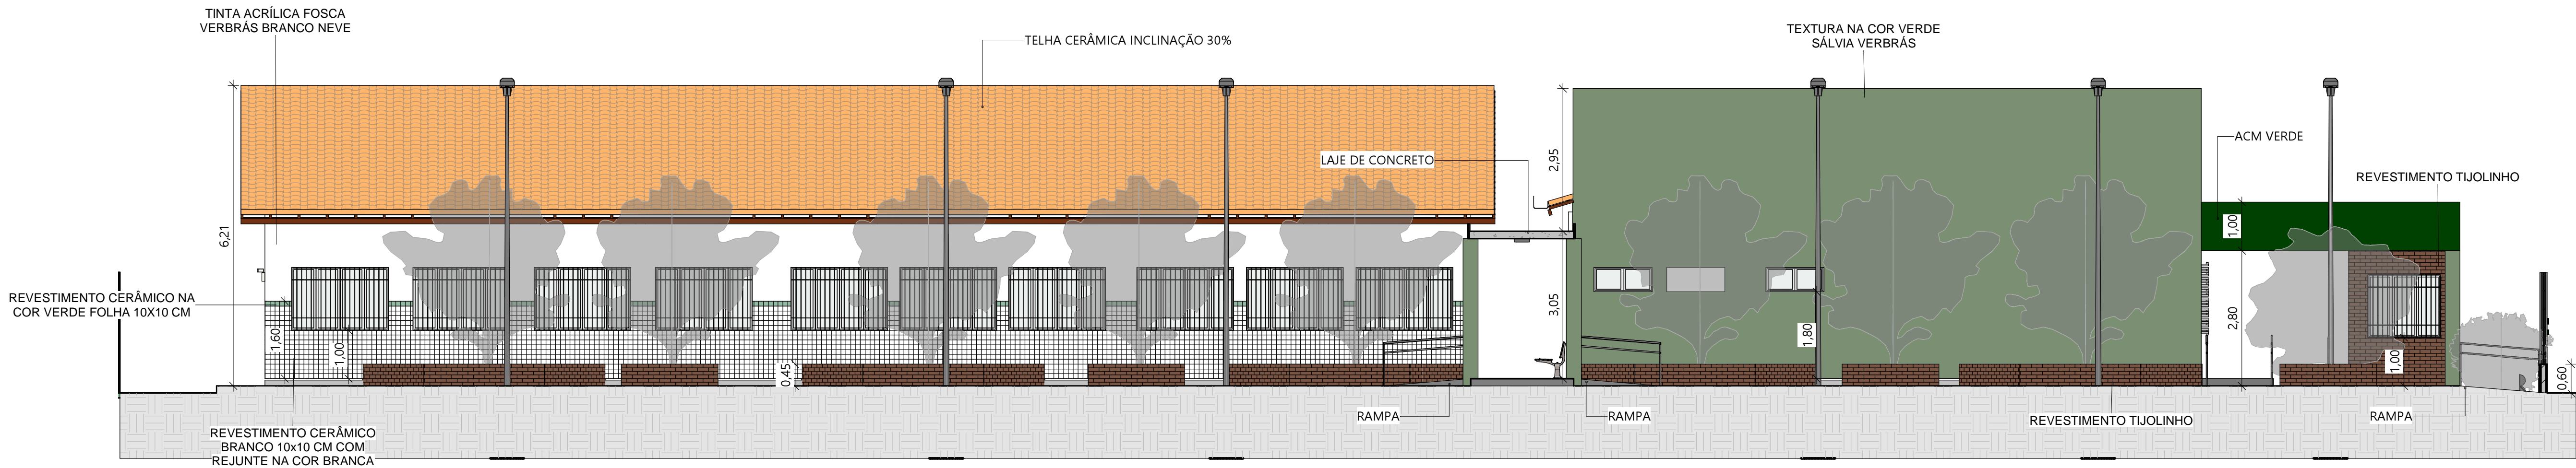 TINTA ACRÍLICA FOSCA
VERBRÁS BRANCO NEVE
TELHA CERÂMICA INCLINAÇÃO 30%
TEXTURA NA COR VERDE
SÁLVIA VERBRÁS
ACM VERDE
LAJE DE CONCRETO
REVESTIMENTO TIJOLINHO
6,21
2,95
1,00
REVESTIMENTO CERÂMICO NA
COR VERDE FOLHA 10X10 CM
1,60
1,00
0,45
3,05
1,80
2,80
1,00
0,60
RAMPA
RAMPA
REVESTIMENTO TIJOLINHO
RAMPA
REVESTIMENTO CERÂMICO
BRANCO 10x10 CM COM
REJUNTE NA COR BRANCA